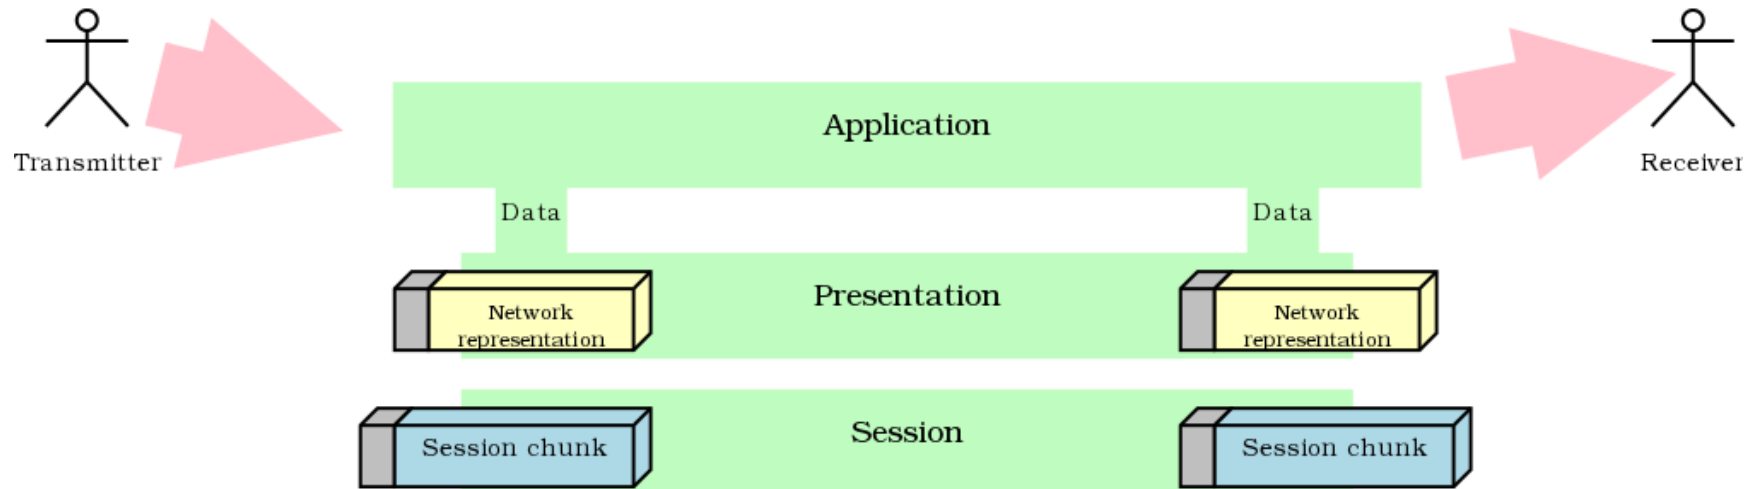 Transmitter
Receiver
Application
Data
Data
Presentation
Network
representation
Network
representation
Session
Session chunk
Session chunk